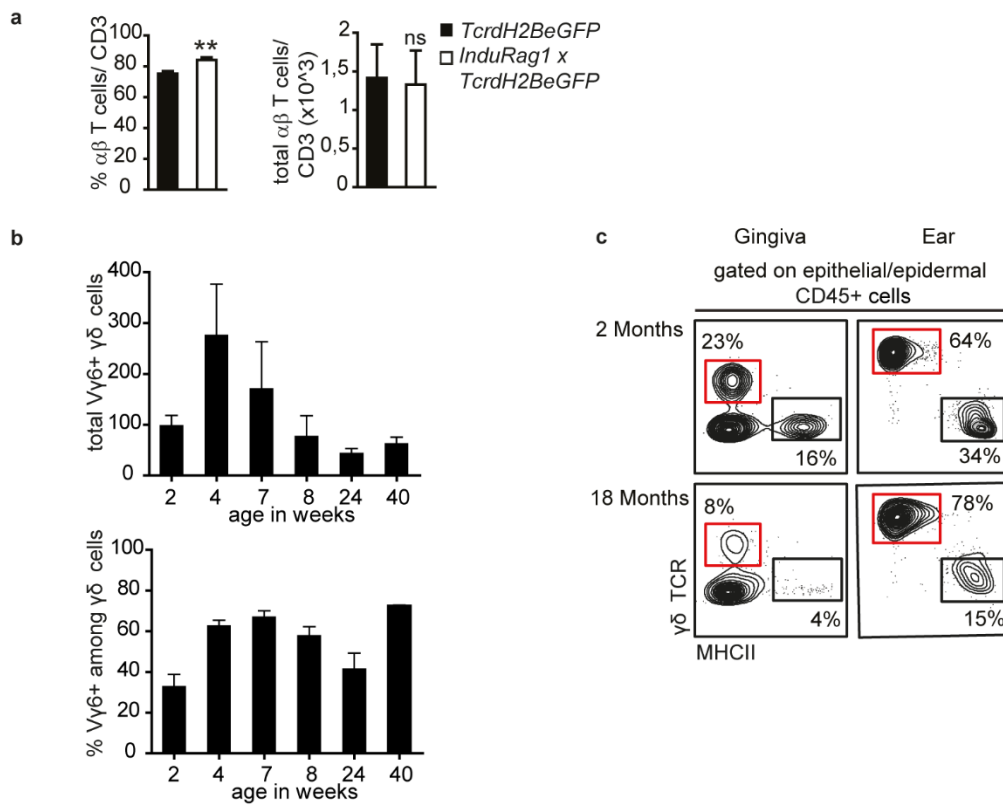 a
% αβ T cells/ CD3
100
80
60
40
20
0
**
total αβ T cells/
CD3 (x10^3)
2
1,5
1
0,5
0
ns
TcrdH2BeGFP
InduRag1 x
TcrdH2BeGFP
b
total Vγ6+ γδ cells
400
300
200
100
0
2 4 7 8 24 40
age in weeks
% Vγ6+ among γδ cells
100
80
60
40
20
0
2 4 7 8 24 40
age in weeks
c
Gingiva Ear
gated on epithelial/epidermal
CD45+ cells
2 Months
23%
16%
64%
34%
18 Months
8%
4%
78%
15%
γδ TCR
MHCII